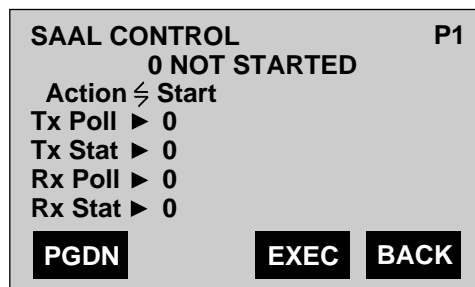 SAAL CONTROL P1
0 NOT STARTED
Action ⥃ Start
Tx Poll ► 0
Tx Stat ► 0
Rx Poll ► 0
Rx Stat ► 0
PGDN EXEC BACK